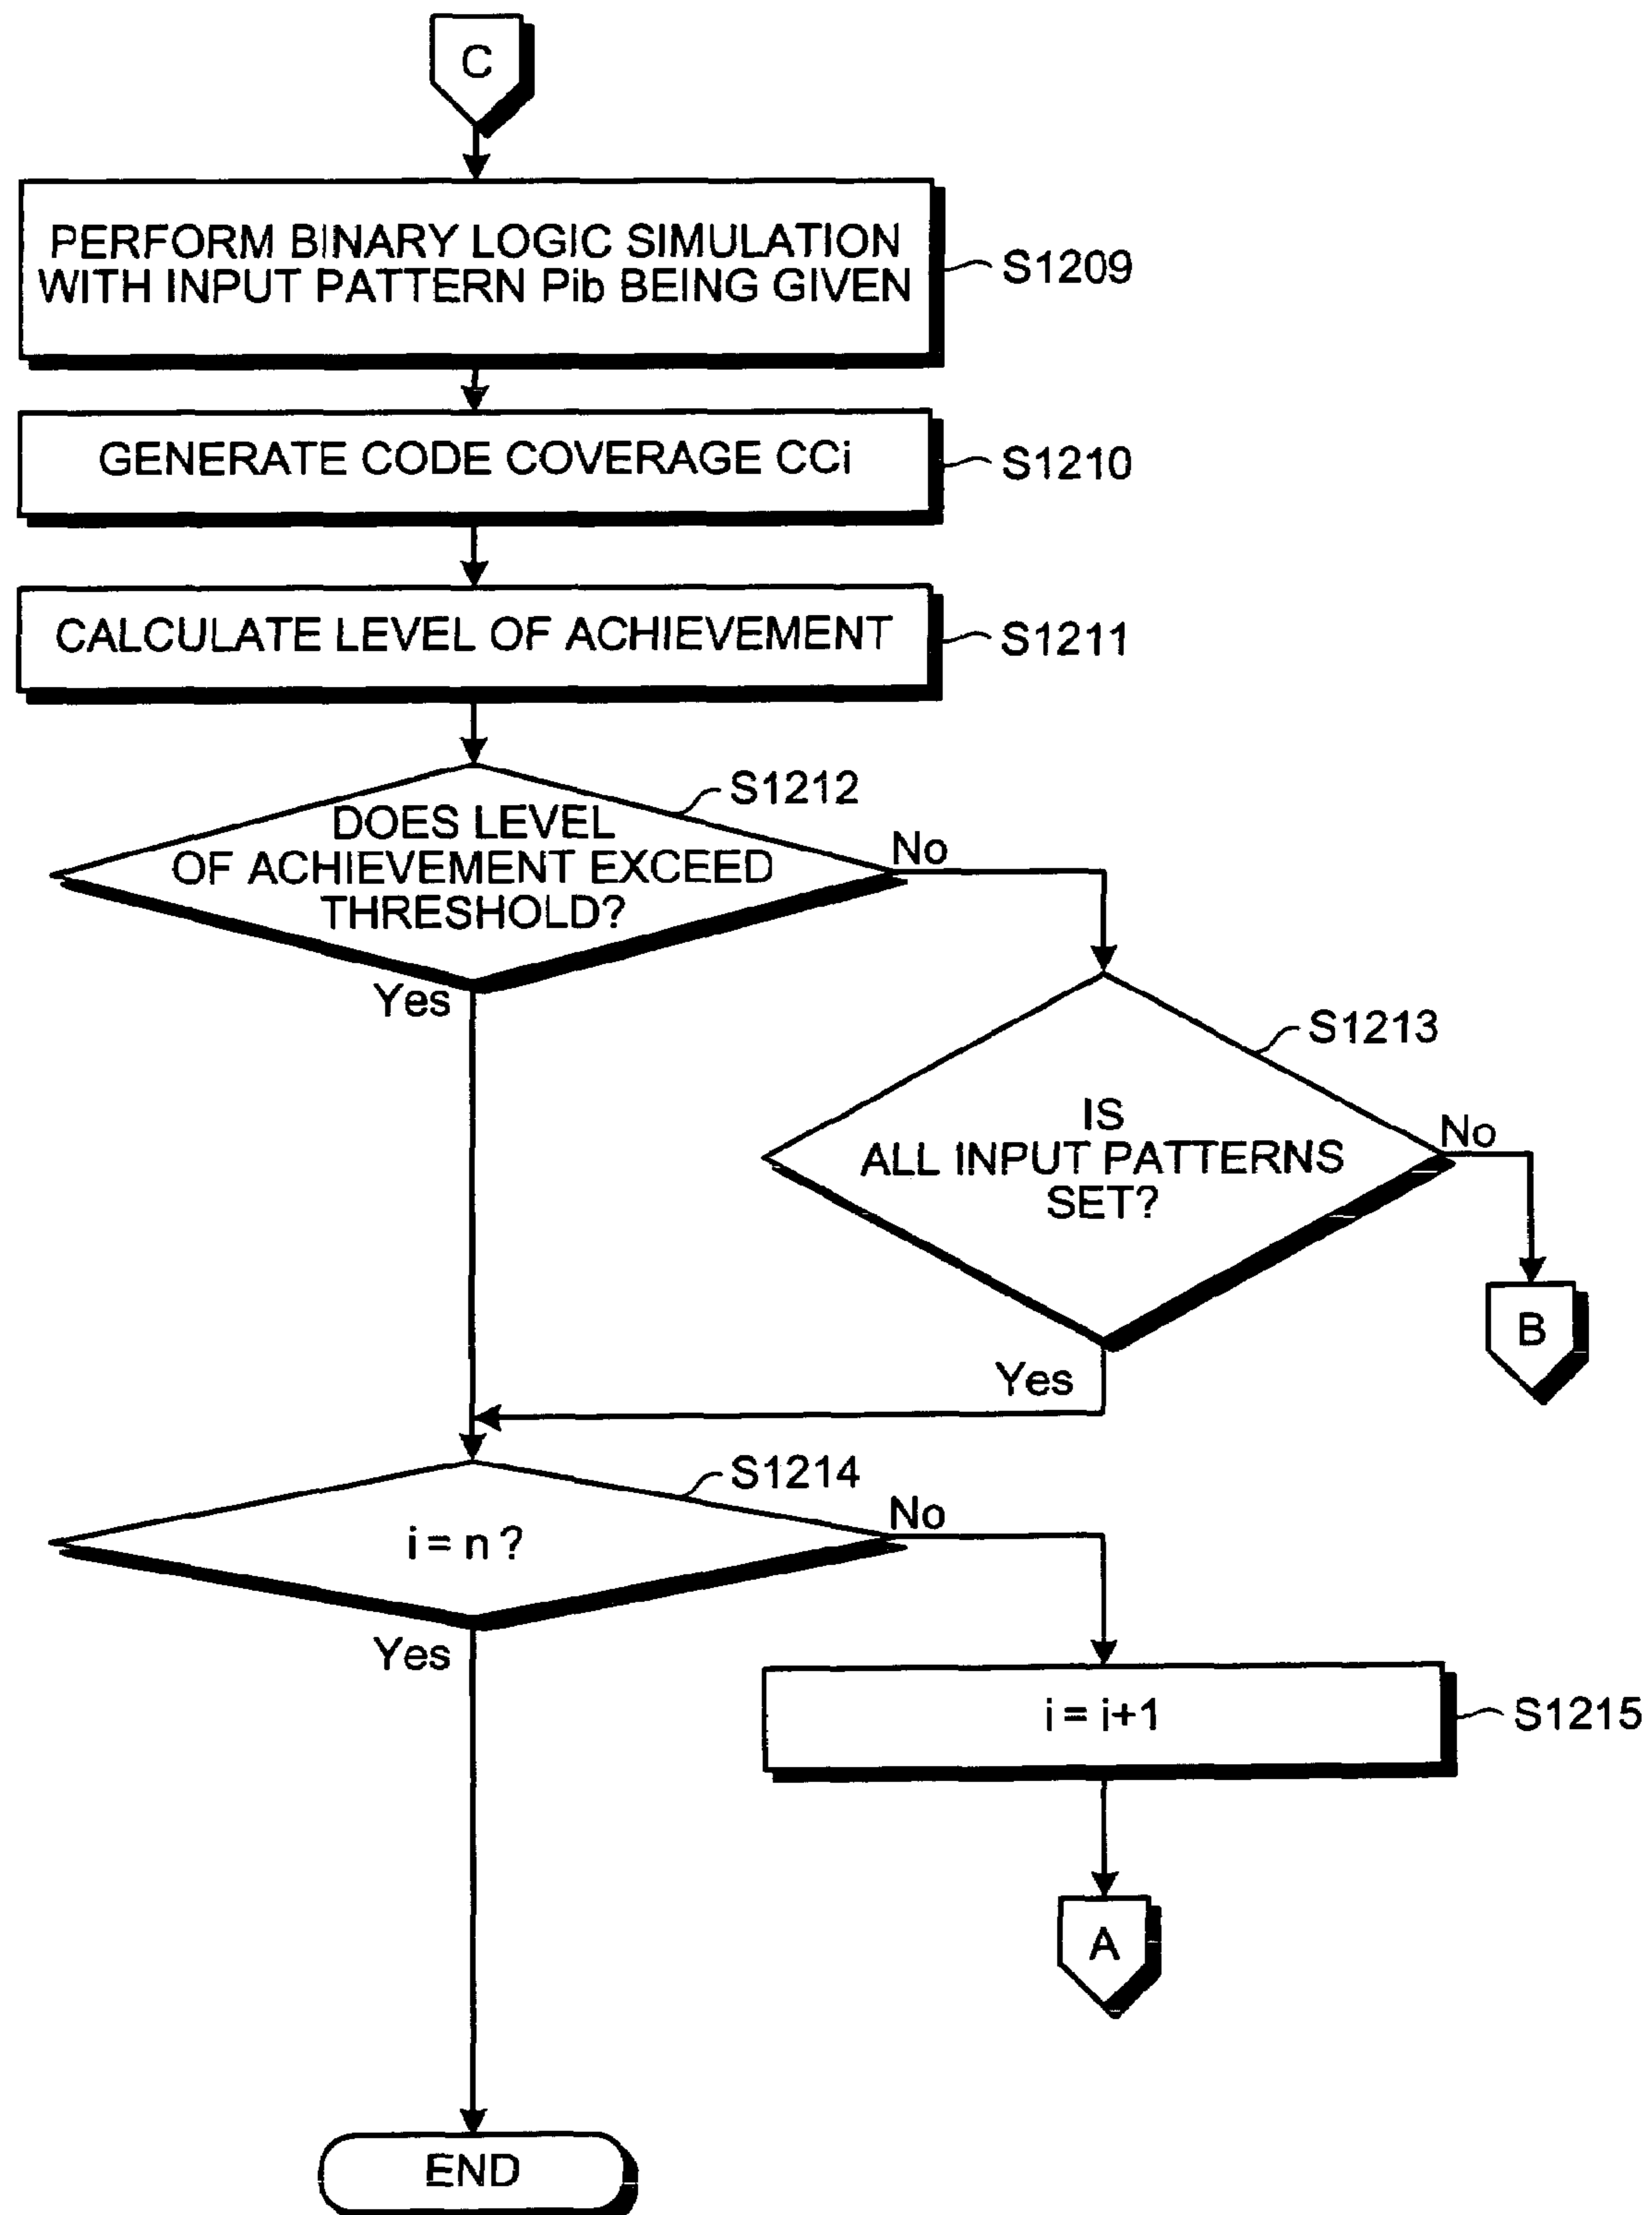 C
PERFORM BINARY LOGIC SIMULATION
WITH INPUT PATTERN Pib BEING GIVEN
S1209
GENERATE CODE COVERAGE CCi
S1210
CALCULATE LEVEL OF ACHIEVEMENT
S1211
S1212
DOES LEVEL
OF ACHIEVEMENT EXCEED
THRESHOLD?
No
Yes
S1213
IS
ALL INPUT PATTERNS
SET?
No
B
Yes
S1214
i = n ?
No
Yes
i = i+1
S1215
A
END